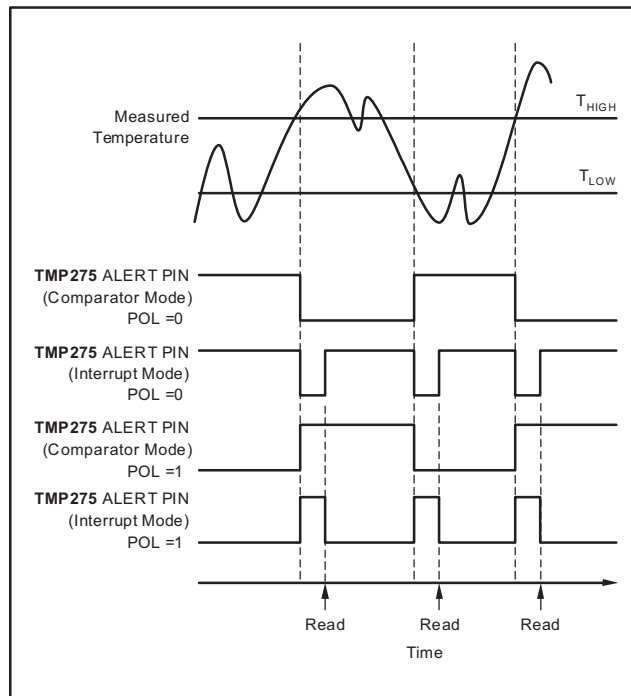 Measured
Temperature
THIGH
TLOW
TMP275 ALERT PIN
(Comparator Mode)
POL =0
TMP275 ALERT PIN
(Interrupt Mode)
POL =0
TMP275 ALERT PIN
(Comparator Mode)
POL =1
TMP275 ALERT PIN
(Interrupt Mode)
POL =1
Read
Read
Read
Time